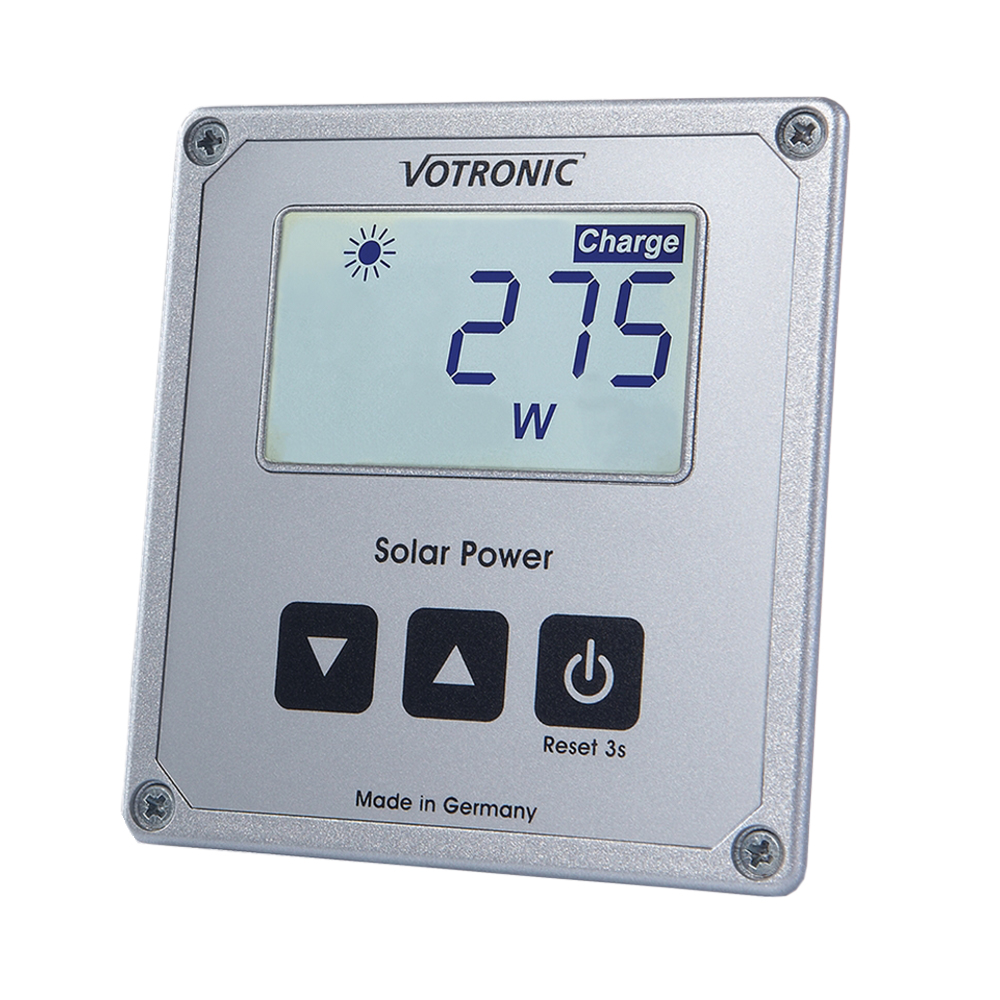 VOTRONIC
Charge
275
W
Solar Power
Reset 3s
Made in Germany